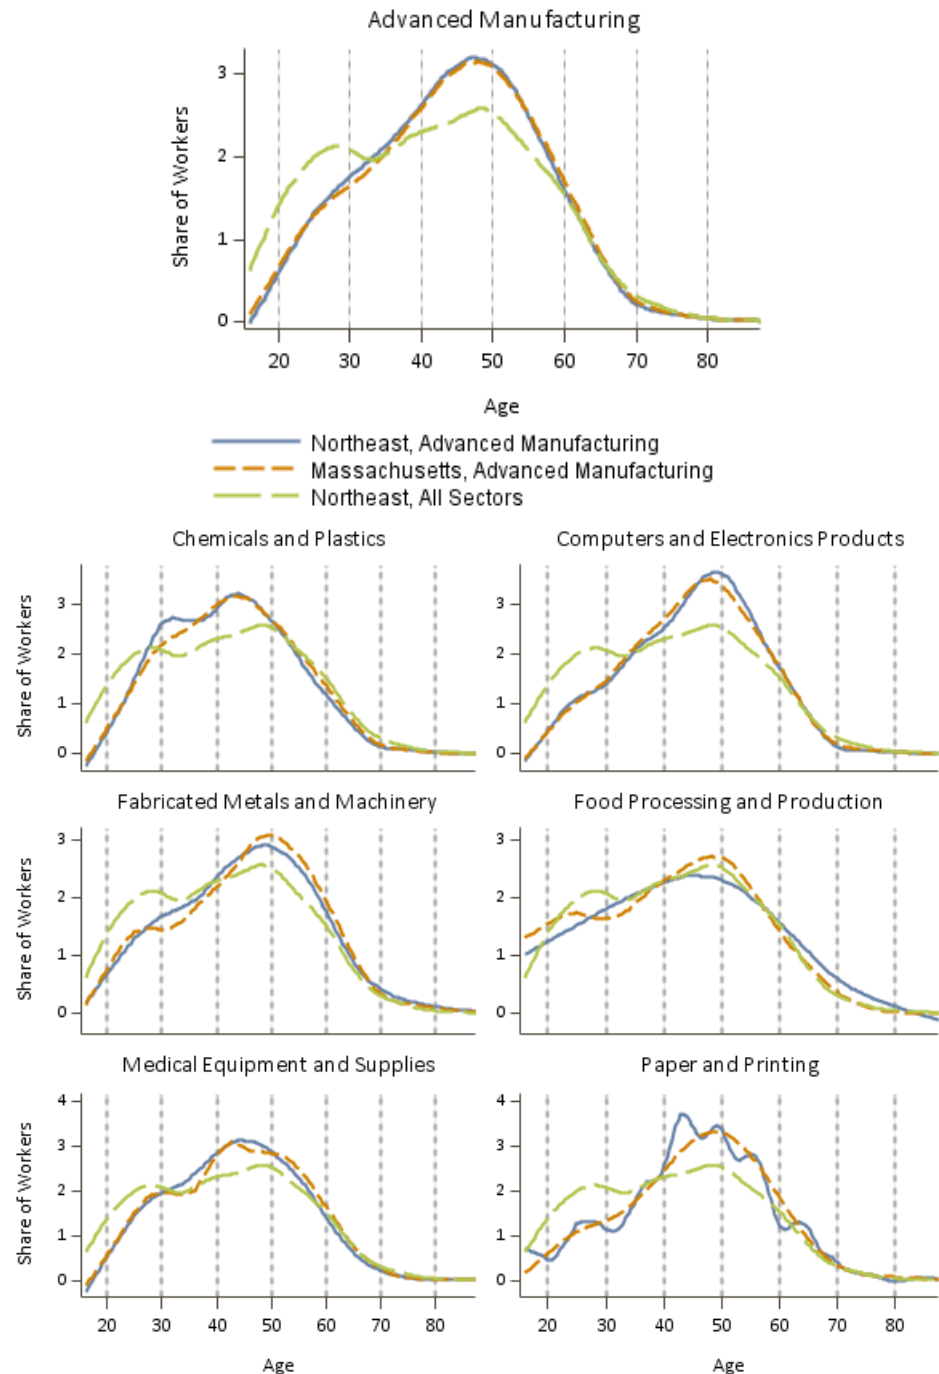 Advanced Manufacturing
Share of Workers
3
2
1
0
20 30 40 50 60 70 80
Age
Northeast, Advanced Manufacturing
Massachusetts, Advanced Manufacturing
Northeast, All Sectors
Chemicals and Plastics
Share of Workers
3
2
1
0
Computers and Electronics Products
3
2
1
0
Fabricated Metals and Machinery
Share of Workers
3
2
1
0
Food Processing and Production
3
2
1
0
Medical Equipment and Supplies
Share of Workers
4
3
2
1
0
20 30 40 50 60 70 80
Age
Paper and Printing
4
3
2
1
0
20 30 40 50 60 70 80
Age